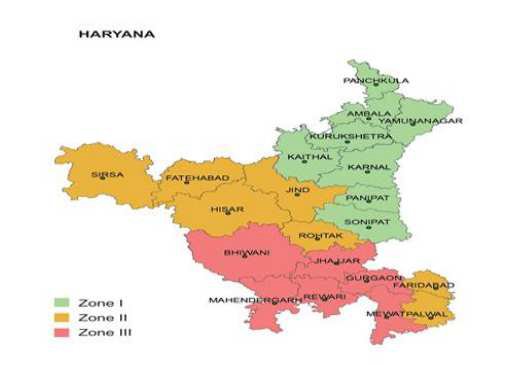 HARYANA
PANCHKULA
AMBALA
YAMUNANAGAR
KURUKSHETRA
KAITHAL
KARNAL
SIRSA
FATEHABAD
JIND
PANIPAT
HISAR
SONIPAT
ROHTAK
BHIWANI
JHAJJAR
GURGAON
FARIDABAD
MAHENDERGARH
REWARI
MEWAT
PALWAL
Zone I
Zone II
Zone III